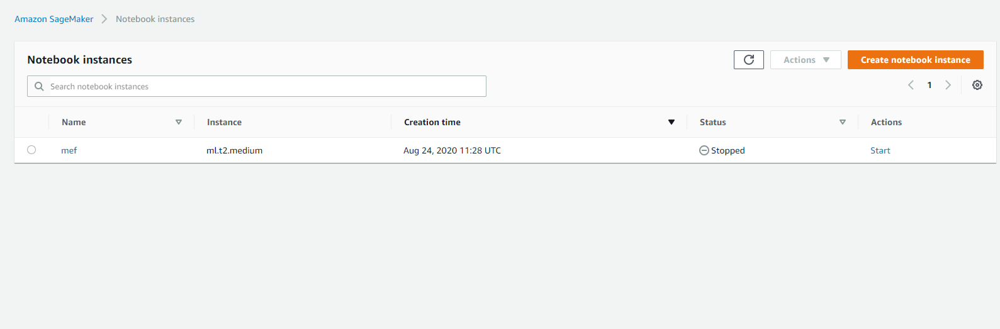 Amazon SageMaker Notebook instances
Notebook instances
Actions
Create notebook instance
Search notebook instances
1
Name Instance Creation time Status Actions
mef ml.t2.medium Aug 24, 2020 11:28 UTC Stopped Start